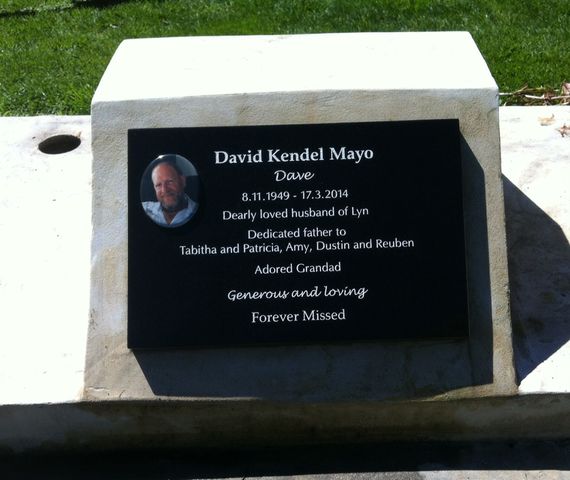 David Kendel Mayo
Dave
8.11.1949 - 17.3.2014
Dearly loved husband of Lyn
Dedicated father to
Tabitha and Patricia, Amy, Dustin and Reuben
Adored Grandad
Generous and loving
Forever Missed